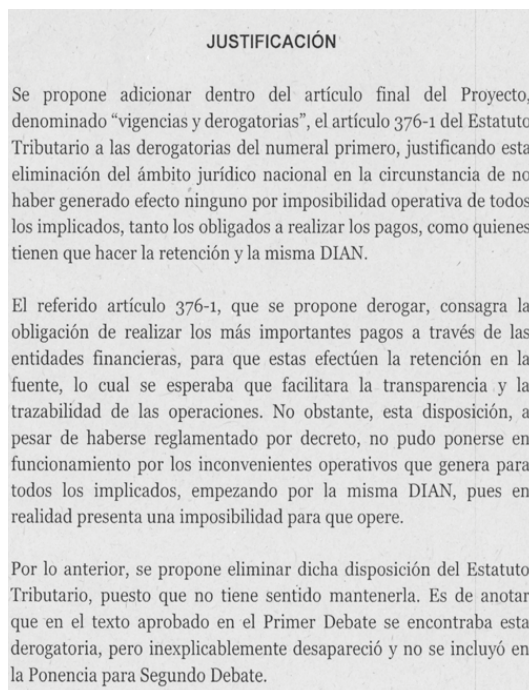 JUSTIFICACIÓN
Se propone adicionar dentro del artículo final del Proyecto,
denominado “vigencias y derogatorias”, el artículo 376-1 del Estatuto
Tributario a las derogatorias del numeral primero, justificando esta
eliminación del ámbito jurídico nacional en la circunstancia de no
haber generado efecto ninguno por imposibilidad operativa de todos
los implicados, tanto los obligados a realizar los pagos, como quienes
tienen que hacer la retención y la misma DIAN.
El referido artículo 376-1, que se propone derogar, consagra la
obligación de realizar los más importantes pagos a través de las
entidades financieras, para que estas efectúen la retención en la
fuente, lo cual se esperaba que facilitara la transparencia y la
trazabilidad de las operaciones. No obstante, esta disposición, a
pesar de haberse reglamentado por decreto, no pudo ponerse en
funcionamiento por los inconvenientes operativos que genera para
todos los implicados, empezando por la misma DIAN, pues en
realidad presenta una imposibilidad para que opere.
Por lo anterior, se propone eliminar dicha disposición del Estatuto
Tributario, puesto que no tiene sentido mantenerla. Es de anotar
que en el texto aprobado en el Primer Debate se encontraba esta
derogatoria, pero inexplicablemente desapareció y no se incluyó en
la Ponencia para Segundo Debate.